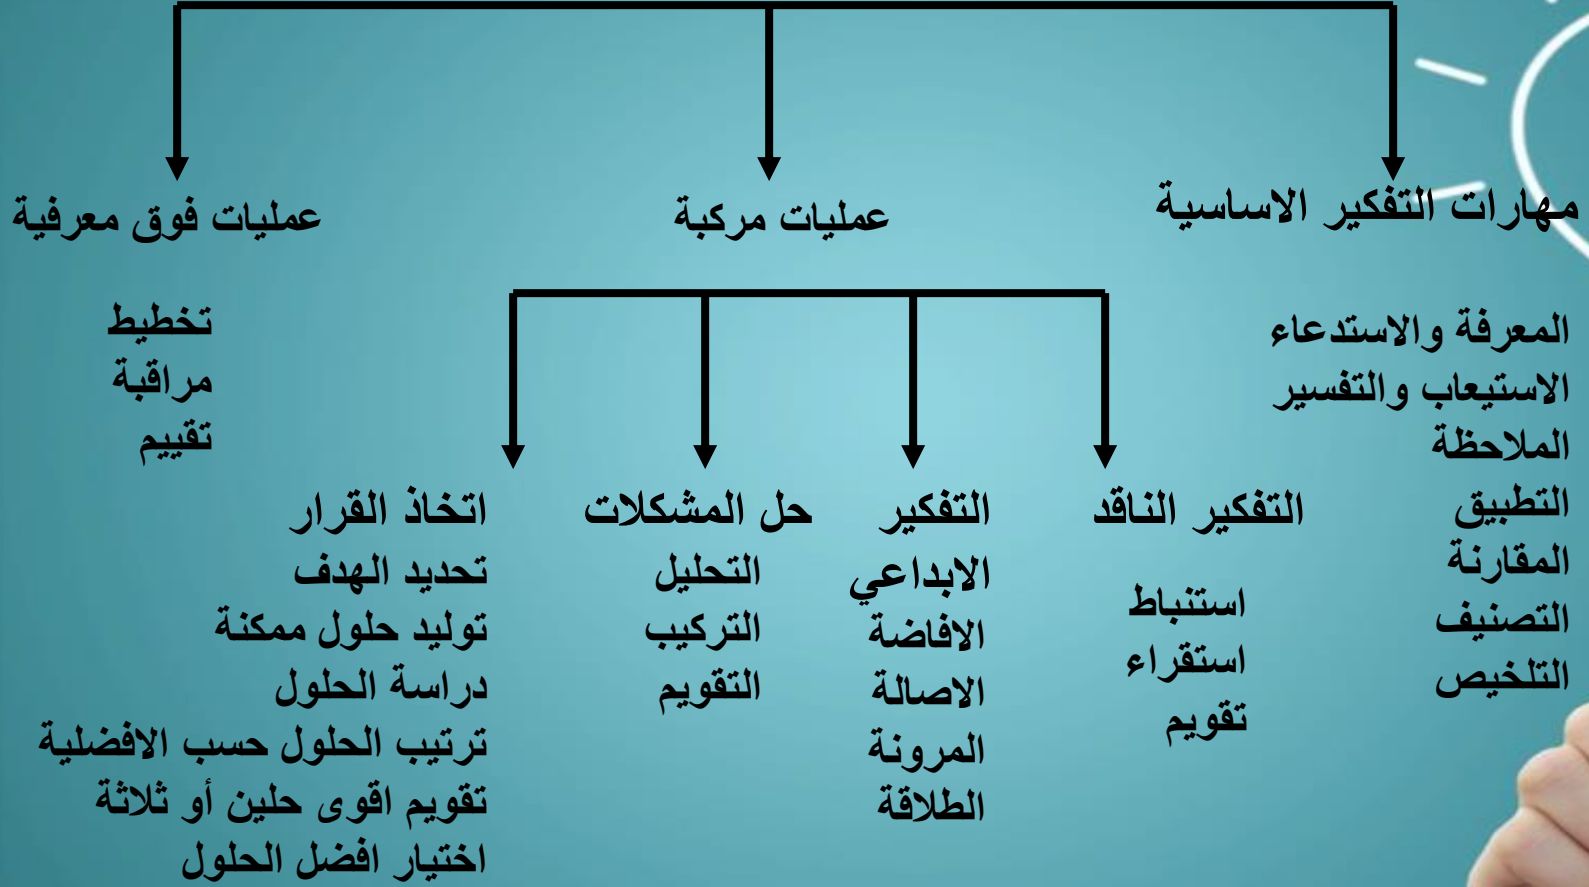 مهارات التفكير الاساسية
المعرفة والاستدعاء
الاستيعاب والتفسير
الملاحظة
التطبيق
المقارنة
التصنيف
التلخيص
عمليات مركبة
التفكير الناقد
استنباط
استقراء
تقويم
التفكير
الابداعي
الافاضة
الاصالة
المرونة
الطلاقة
حل المشكلات
التحليل
التركيب
التقويم
اتخاذ القرار
تحديد الهدف
توليد حلول ممكنة
دراسة الحلول
ترتيب الحلول حسب الافضلية
تقويم اقوى حلين أو ثلاثة
اختيار افضل الحلول
عمليات فوق معرفية
تخطيط
مراقبة
تقييم